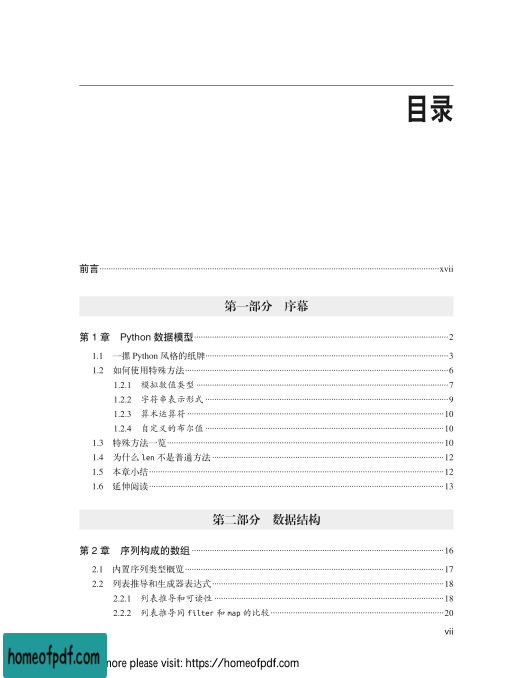 目录
前言 xvii
第一部分 序幕
第 1 章 Python 数据模型 2
1.1 一摞 Python 风格的纸牌 3
1.2 如何使用特殊方法 6
1.2.1 模拟数值类型 7
1.2.2 字符串表示形式 9
1.2.3 算术运算符 10
1.2.4 自定义的布尔值 10
1.3 特殊方法一览 10
1.4 为什么 len 不是普通方法 12
1.5 本章小结 12
1.6 延伸阅读 13
第二部分 数据结构
第 2 章 序列构成的数组 16
2.1 内置序列类型概览 17
2.2 列表推导和生成器表达式 18
2.2.1 列表推导和可读性 18
2.2.2 列表推导同 filter 和 map 的比较 20
vii
homeofpdf.com
more please visit: https://homeofpdf.com